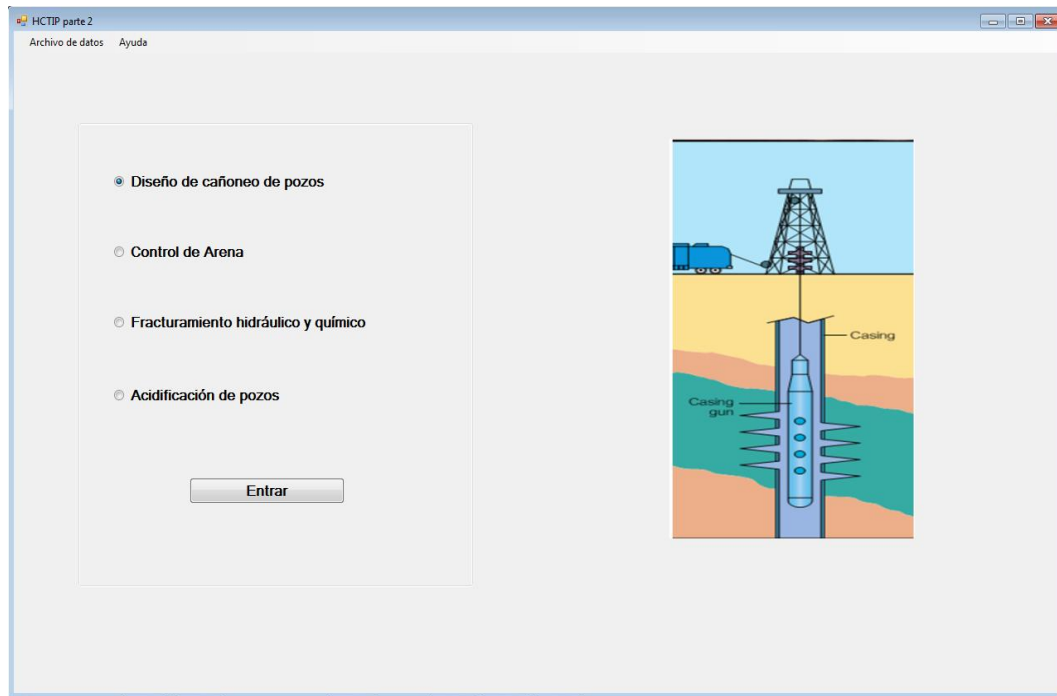 HCTIP parte 2
Archivo de datos Ayuda
Diseño de cañoneo de pozos
Control de Arena
Fracturamiento hidráulico y químico
Acidificación de pozos
Entrar
Casing
Casing
gun